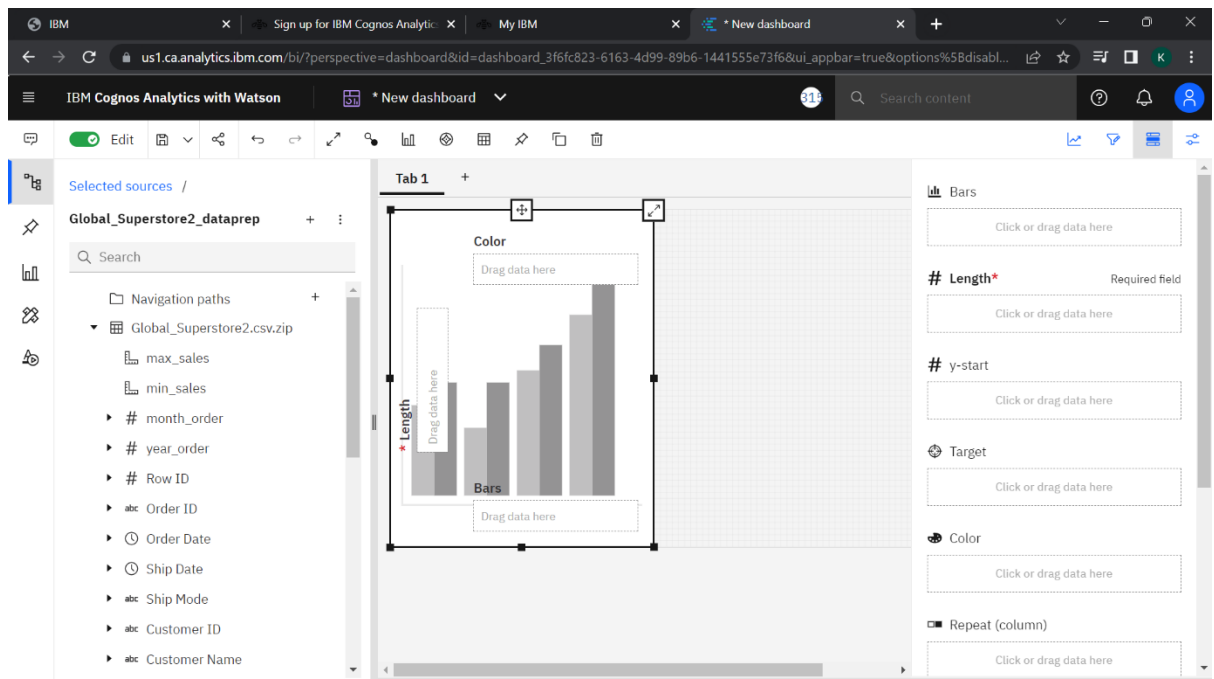 IBM
Sign up for IBM Cognos Analytic
My IBM
* New dashboard
us1.ca.analytics.ibm.com/bi/?perspective=dashboard&id=dashboard_3f6fc823-6163-4d99-89b6-1441555e73f6&ui_appbar=true&options%5Bdisabl...
K
IBM Cognos Analytics with Watson
* New dashboard
Search content
Edit
Selected sources /
Global_Superstore2_dataprep
Search
Navigation paths
Global_Superstore2.csv.zip
max_sales
min_sales
# month_order
# year_order
# Row ID
abc Order ID
Order Date
Ship Date
abc Ship Mode
abc Customer ID
abc Customer Name
Tab 1
Color
Drag data here
* Length
Drag data here
Bars
Drag data here
Bars
Click or drag data here
# Length* Required field
Click or drag data here
# y-start
Click or drag data here
Target
Click or drag data here
Color
Click or drag data here
Repeat (column)
Click or drag data here